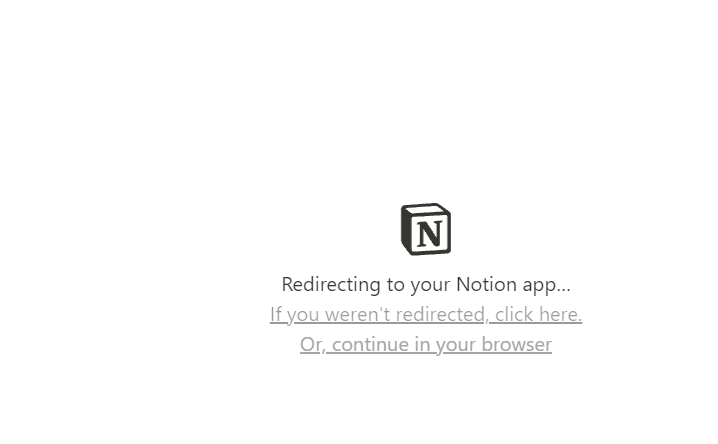 N
Redirecting to your Notion app...
If you weren't redirected, click here.
Or, continue in your browser